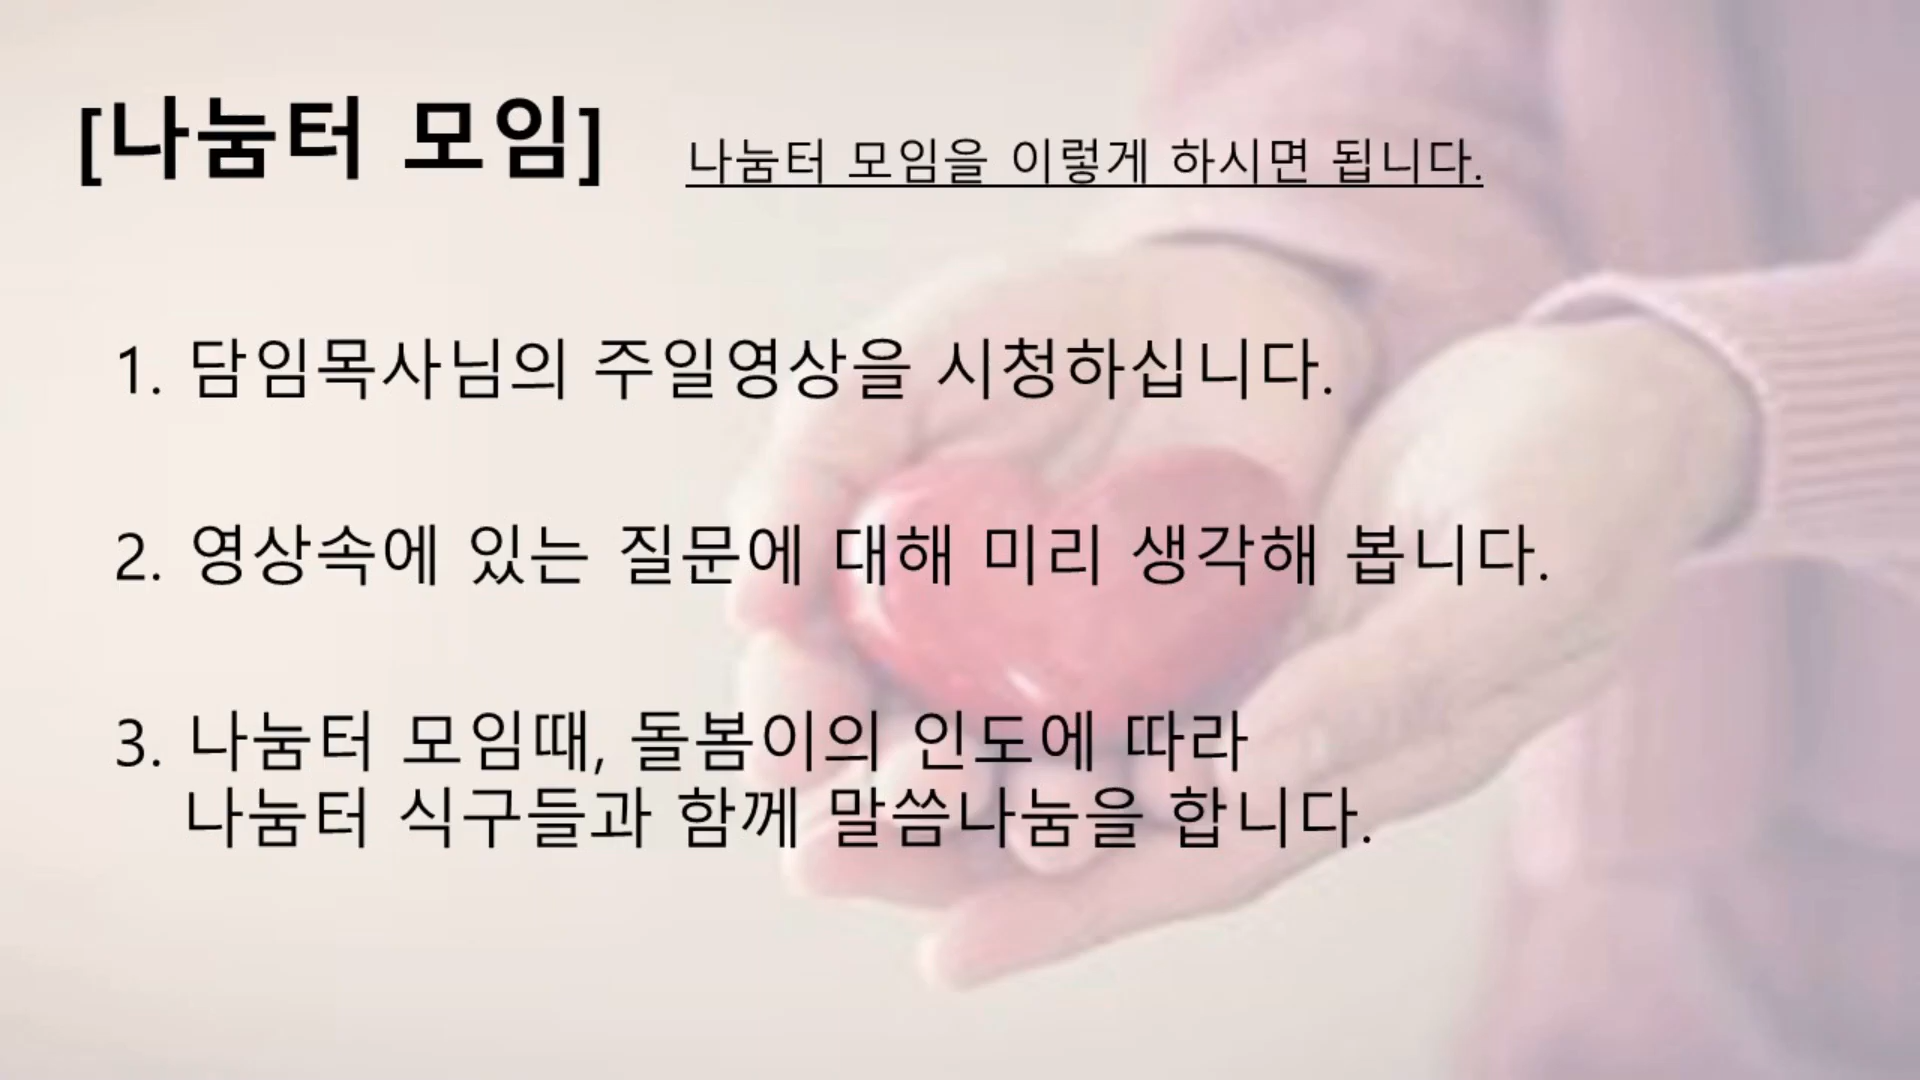 [나눔터 모임] 나눔터 모임을 이렇게 하시면 됩니다.
1. 담임목사님의 주일영상을 시청하십니다.
2. 영상속에 있는 질문에 대해 미리 생각해 봅니다.
3. 나눔터 모임때, 돌봄이의 인도에 따라
나눔터 식구들과 함께 말씀나눔을 합니다.